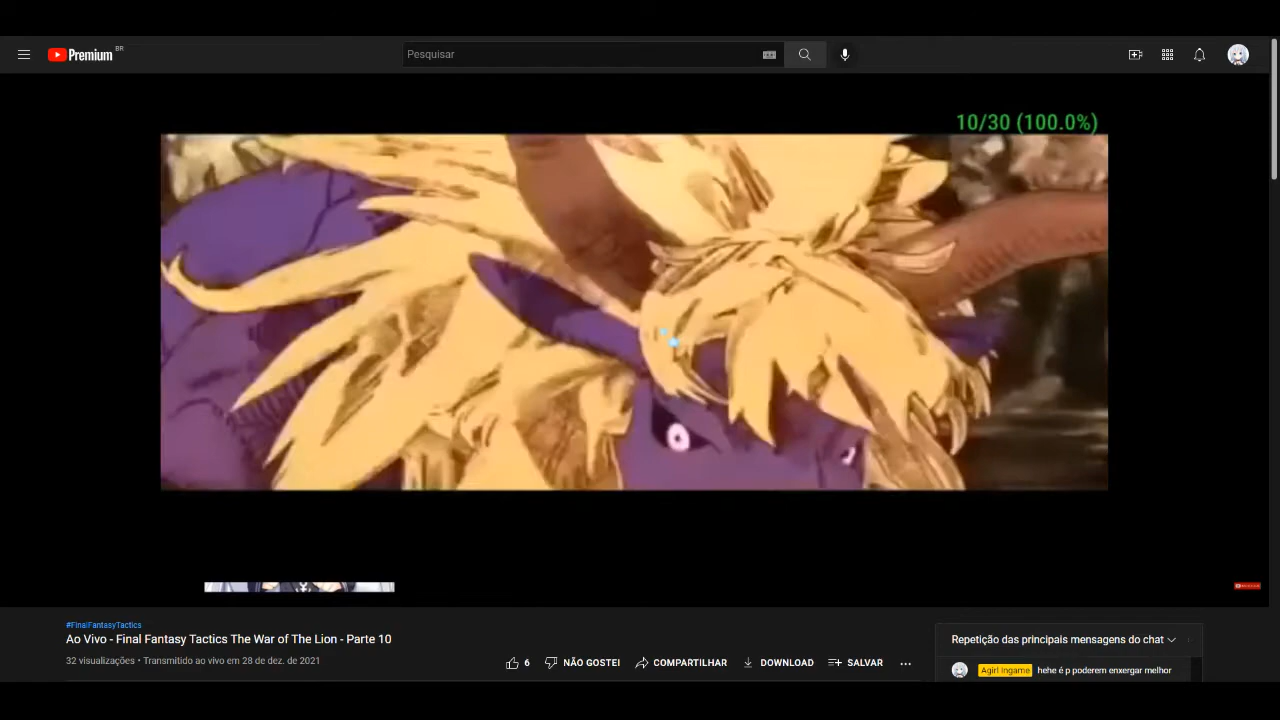 Premium BR
Pesquisar
10/30 (100.0%)
#FinalFantasyTactics
Ao Vivo - Final Fantasy Tactics The War of The Lion - Parte 10
32 visualizações • Transmitido ao vivo em 28 de dez. de 2021
6 NÃO GOSTEI COMPARTILHAR DOWNLOAD SALVAR
Repetição das principais mensagens do chat
Agirl Ingame hehe é p poderem enxergar melhor